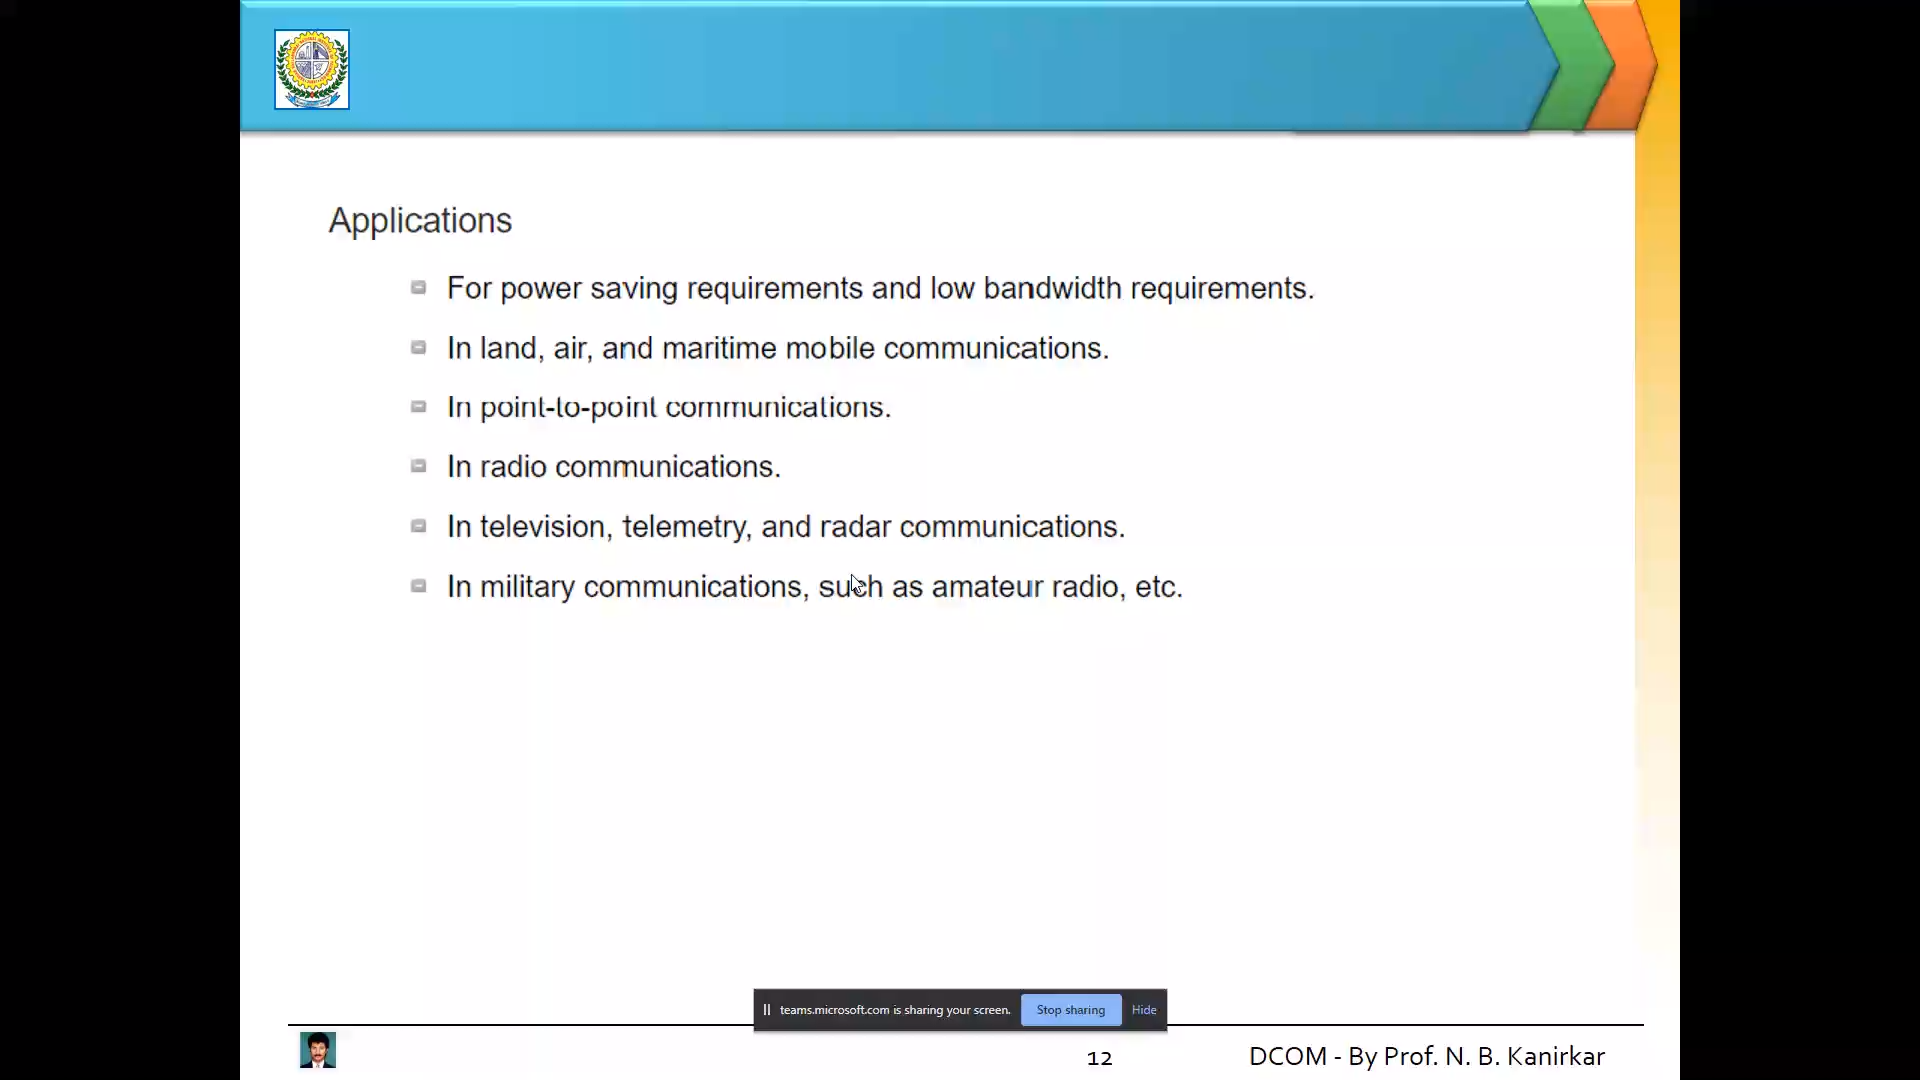 Applications
For power saving requirements and low bandwidth requirements.
In land, air, and maritime mobile communications.
In point-to-point communications.
In radio communications.
In television, telemetry, and radar communications.
In military communications, such as amateur radio, etc.
teams.microsoft.com is sharing your screen. Stop sharing Hide
12 DCOM - By Prof. N. B. Kanirkar